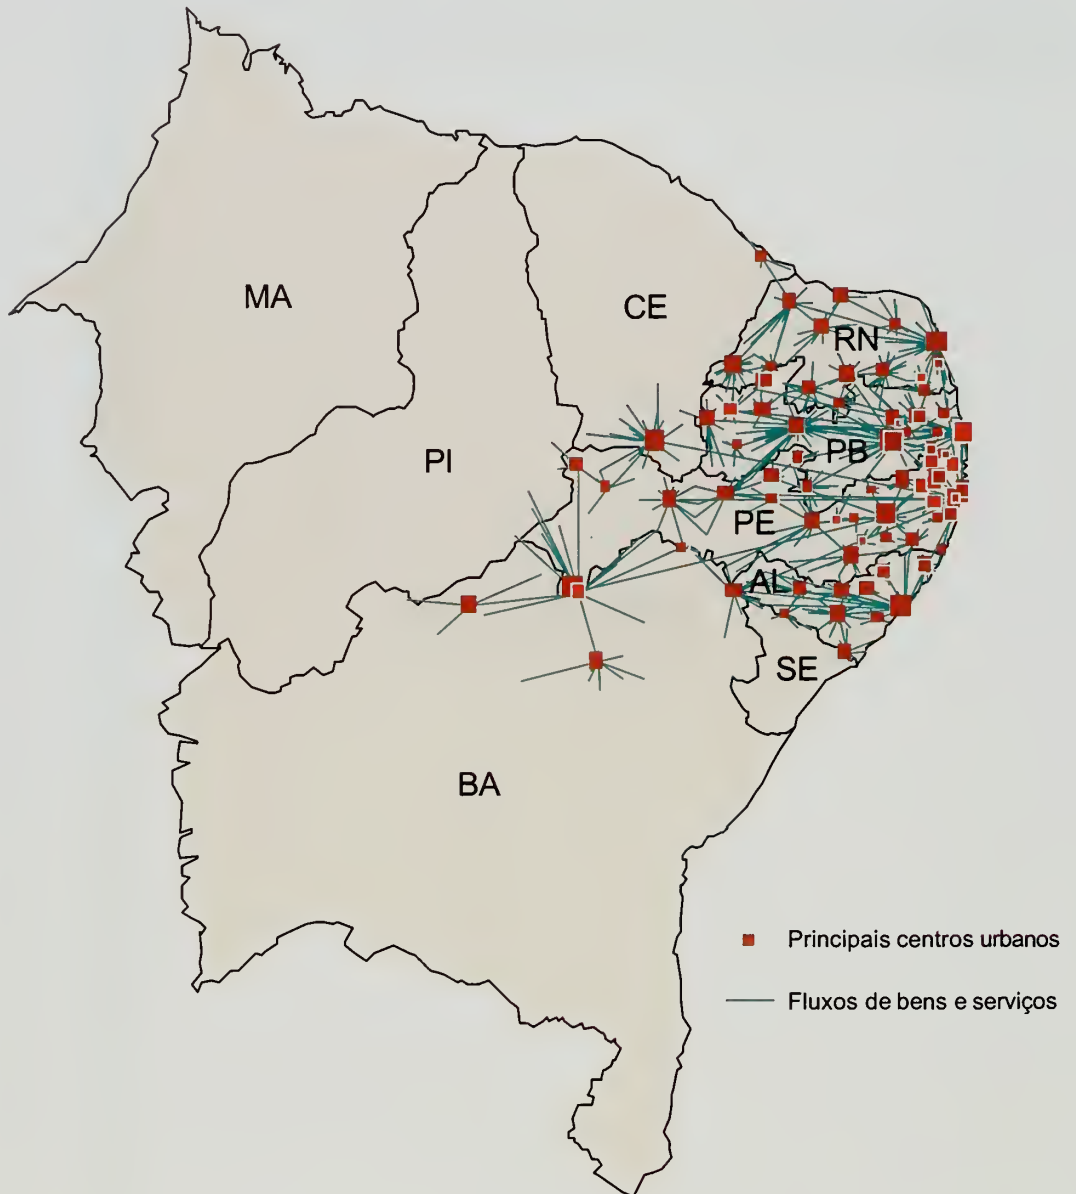 MA
CE
RN
PI
PB
PE
AL
SE
BA
Principais centros urbanos
Fluxos de bens e serviços